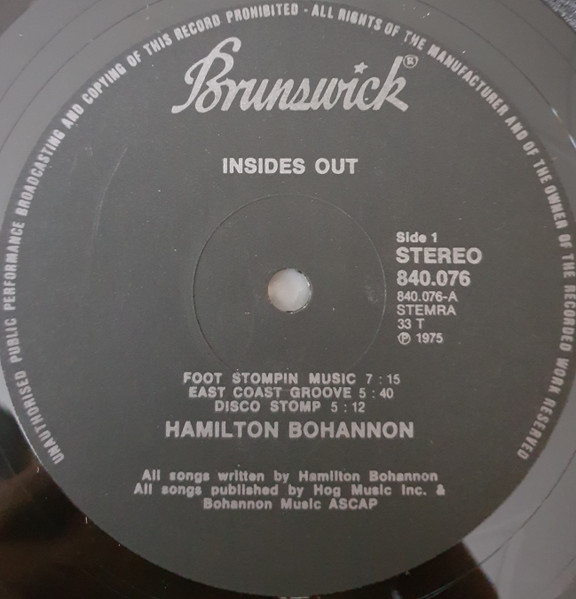 UNAUTHORISED PUBLIC PERFORMANCE BROADCASTING AND COPYING OF THIS RECORD PROHIBITED · ALL RIGHTS OF THE MANUFACTURER AND OF THE OWNER OF THE RECORDED WORK RESERVED
Brunswick®
INSIDES OUT
Side 1
STEREO
840.076
840.076-A
STEMRA
33 T
℗ 1975
FOOT STOMPIN MUSIC 7 : 15
EAST COAST GROOVE 5 : 40
DISCO STOMP 5 : 12
HAMILTON BOHANNON
All songs written by Hamilton Bohannon
All songs published by Hog Music Inc. &
Bohannon Music ASCAP